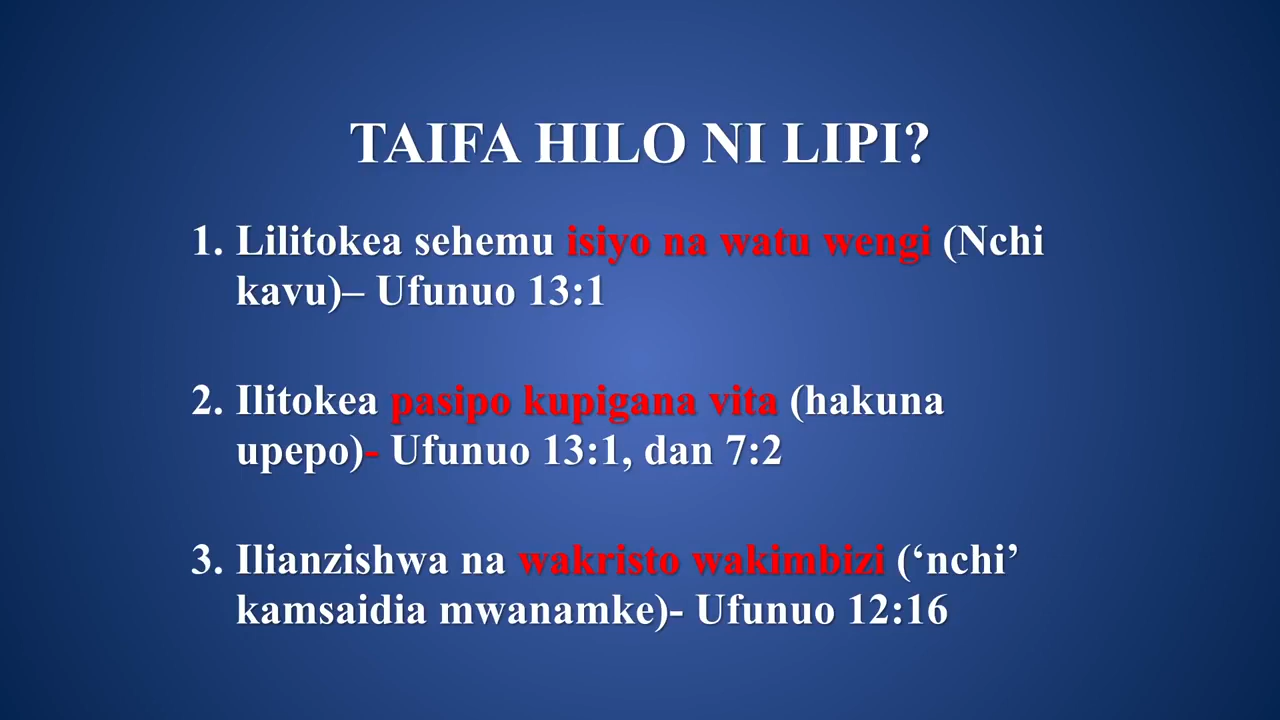 TAIFA HILO NI LIPI?
1. Lilitokea sehemu isiyo na watu wengi (Nchi
kavu)– Ufunuo 13:1
2. Ilitokea pasipo kupigana vita (hakuna
upepo)- Ufunuo 13:1, dan 7:2
3. Ilianzishwa na wakristo wakimbizi (‘nchi’
kamsaidia mwanamke)- Ufunuo 12:16